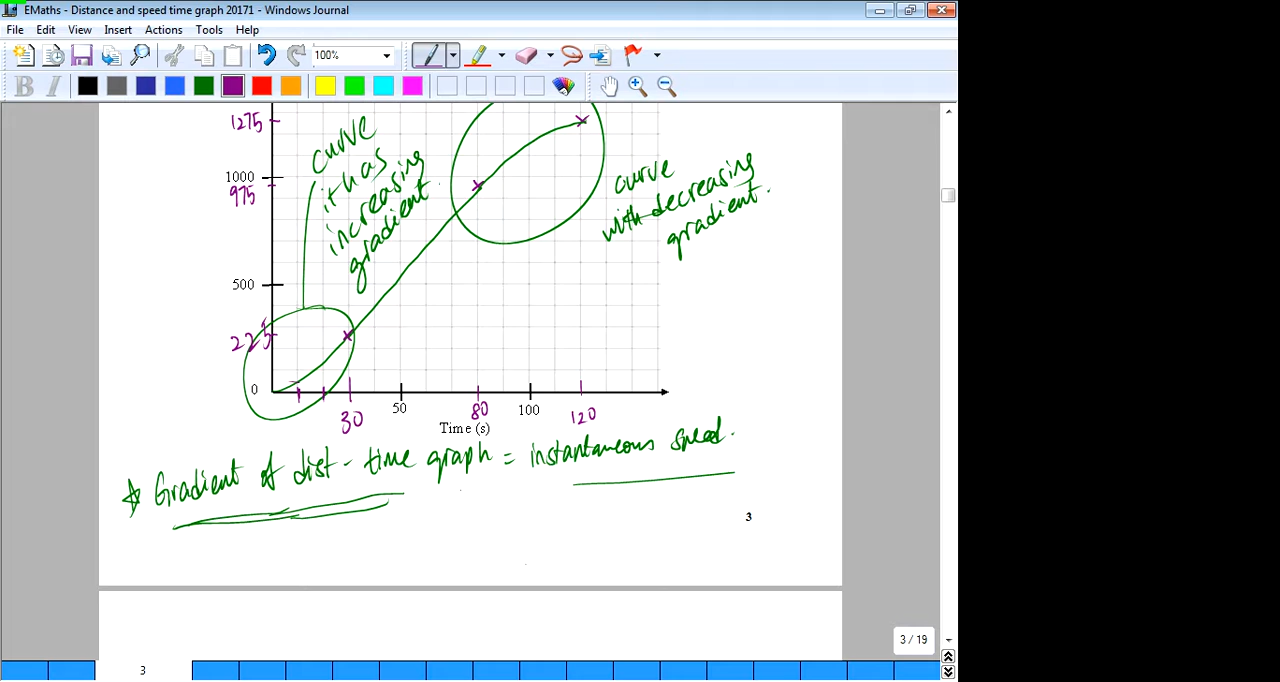 EMaths - Distance and speed time graph 20171 - Windows Journal
File Edit View Insert Actions Tools Help
100%
B I
1275
1000
975
500
225
0
curve
it has
increasing
gradient
curve
with decreasing
gradient.
30
50
80
100
120
Time (s)
* Gradient of dist - time graph = instantaneous speed.
3
3 / 19
3